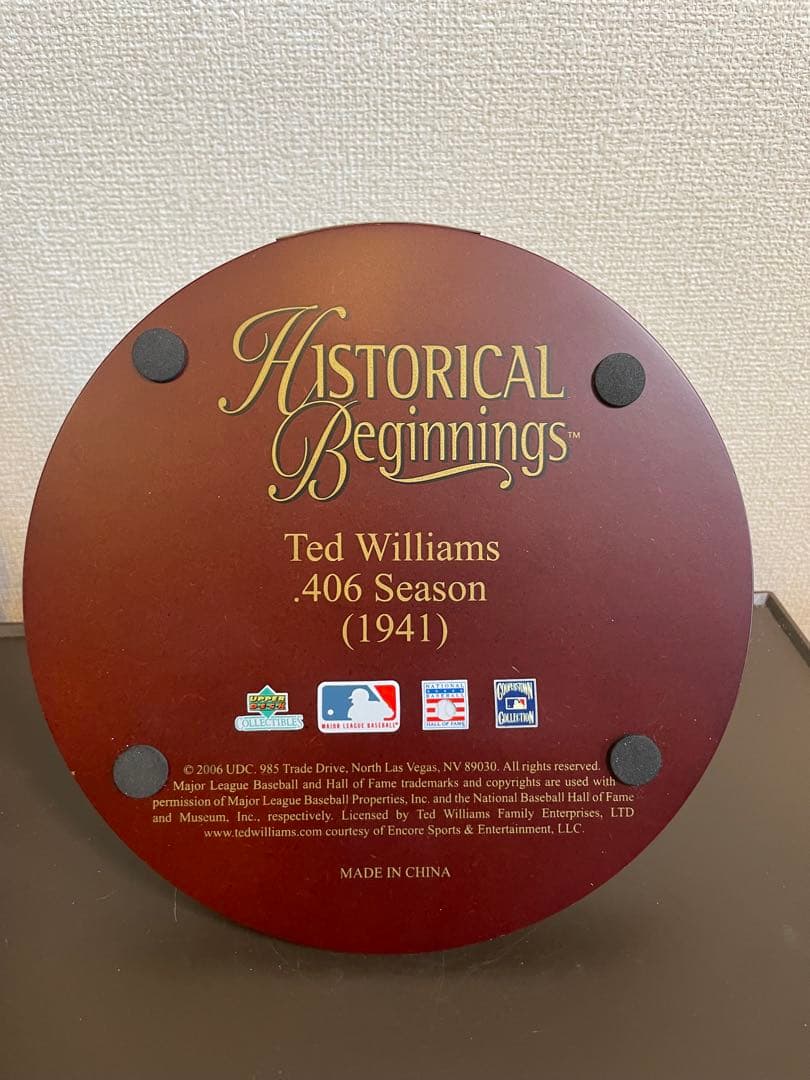 HISTORICAL
Beginnings™
Ted Williams
.406 Season
(1941)
UPPER DECK
COLLECTIBLES
MAJOR LEAGUE BASEBALL
NATIONAL
BASEBALL
HALL OF FAME
COOPERSTOWN
COLLECTION
© 2006 UDC. 985 Trade Drive, North Las Vegas, NV 89030. All rights reserved.
Major League Baseball and Hall of Fame trademarks and copyrights are used with
permission of Major League Baseball Properties, Inc. and the National Baseball Hall of Fame
and Museum, Inc., respectively. Licensed by Ted Williams Family Enterprises, LTD
www.tedwilliams.com courtesy of Encore Sports & Entertainment, LLC.
MADE IN CHINA